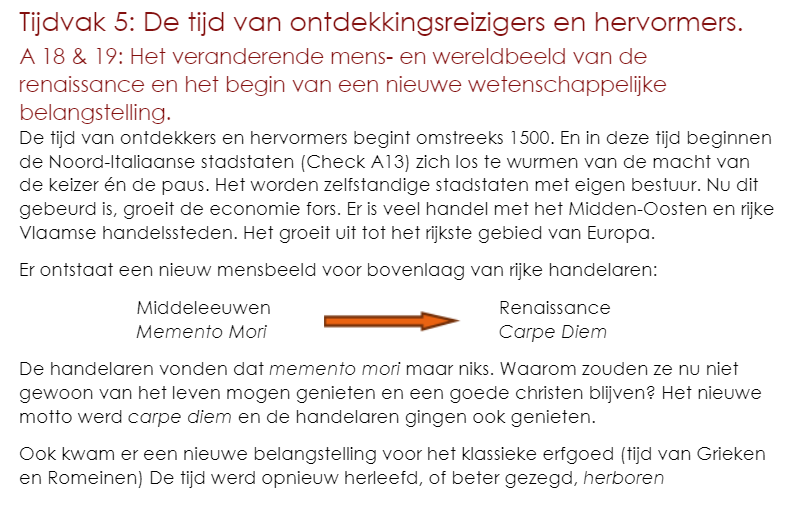 Tijdvak 5: De tijd van ontdekkingsreizigers en hervormers.
A 18 & 19: Het veranderende mens- en wereldbeeld van de
renaissance en het begin van een nieuwe wetenschappelijke
belangstelling.
De tijd van ontdekkers en hervormers begint omstreeks 1500. En in deze tijd beginnen
de Noord-Italiaanse stadstaten (Check A13) zich los te wurmen van de macht van
de keizer én de paus. Het worden zelfstandige stadstaten met eigen bestuur. Nu dit
gebeurd is, groeit de economie fors. Er is veel handel met het Midden-Oosten en rijke
Vlaamse handelssteden. Het groeit uit tot het rijkste gebied van Europa.
Er ontstaat een nieuw mensbeeld voor bovenlaag van rijke handelaren:
Middeleeuwen Renaissance
Memento Mori Carpe Diem
De handelaren vonden dat memento mori maar niks. Waarom zouden ze nu niet
gewoon van het leven mogen genieten en een goede christen blijven? Het nieuwe
motto werd carpe diem en de handelaren gingen ook genieten.
Ook kwam er een nieuwe belangstelling voor het klassieke erfgoed (tijd van Grieken
en Romeinen) De tijd werd opnieuw herleefd, of beter gezegd, herboren